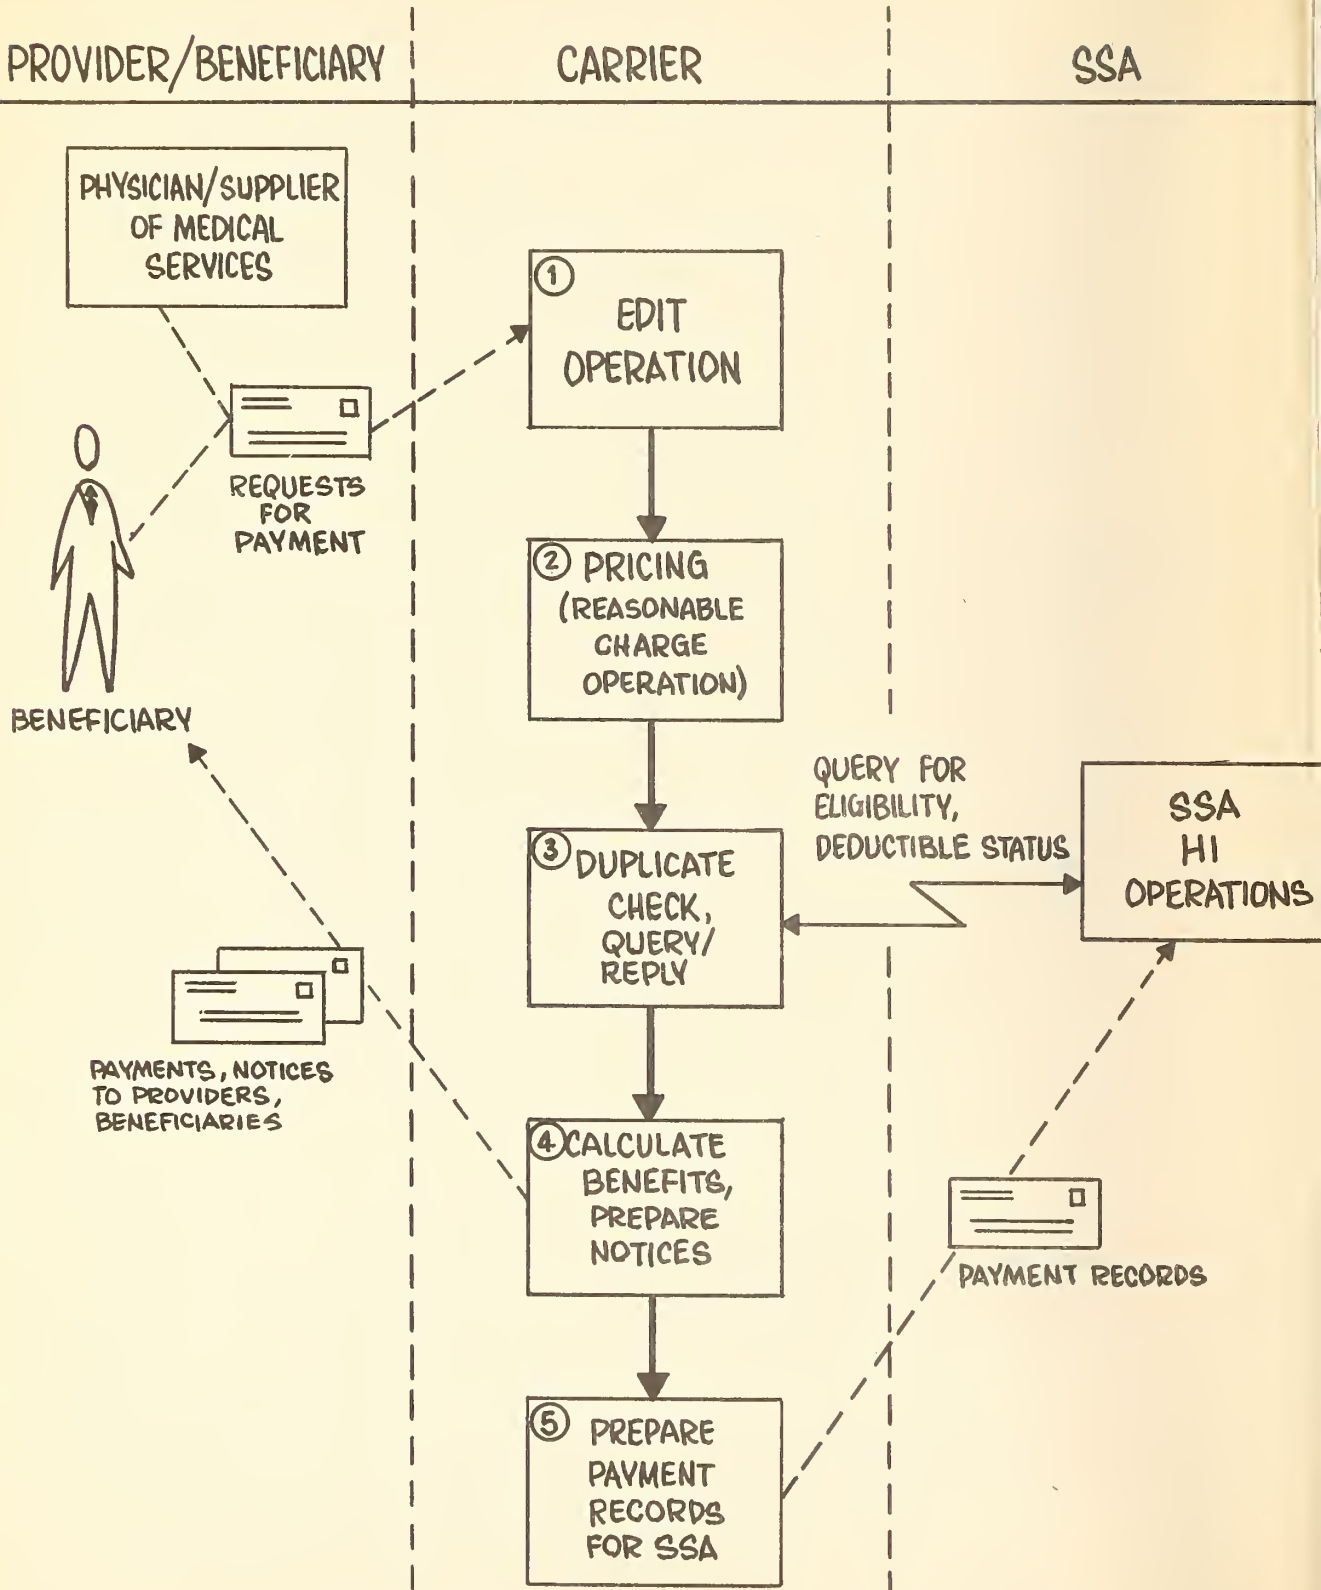 PROVIDER/BENEFICIARY
CARRIER
SSA
PHYSICIAN/SUPPLIER
OF MEDICAL
SERVICES
REQUESTS
FOR
PAYMENT
BENEFICIARY
PAYMENTS, NOTICES
TO PROVIDERS,
BENEFICIARIES
1
EDIT
OPERATION
2 PRICING
(REASONABLE
CHARGE
OPERATION)
3 DUPLICATE
CHECK,
QUERY/
REPLY
4 CALCULATE
BENEFITS,
PREPARE
NOTICES
5 PREPARE
PAYMENT
RECORDS
FOR SSA
QUERY FOR
ELIGIBILITY,
DEDUCTIBLE STATUS
SSA
HI
OPERATIONS
PAYMENT RECORDS